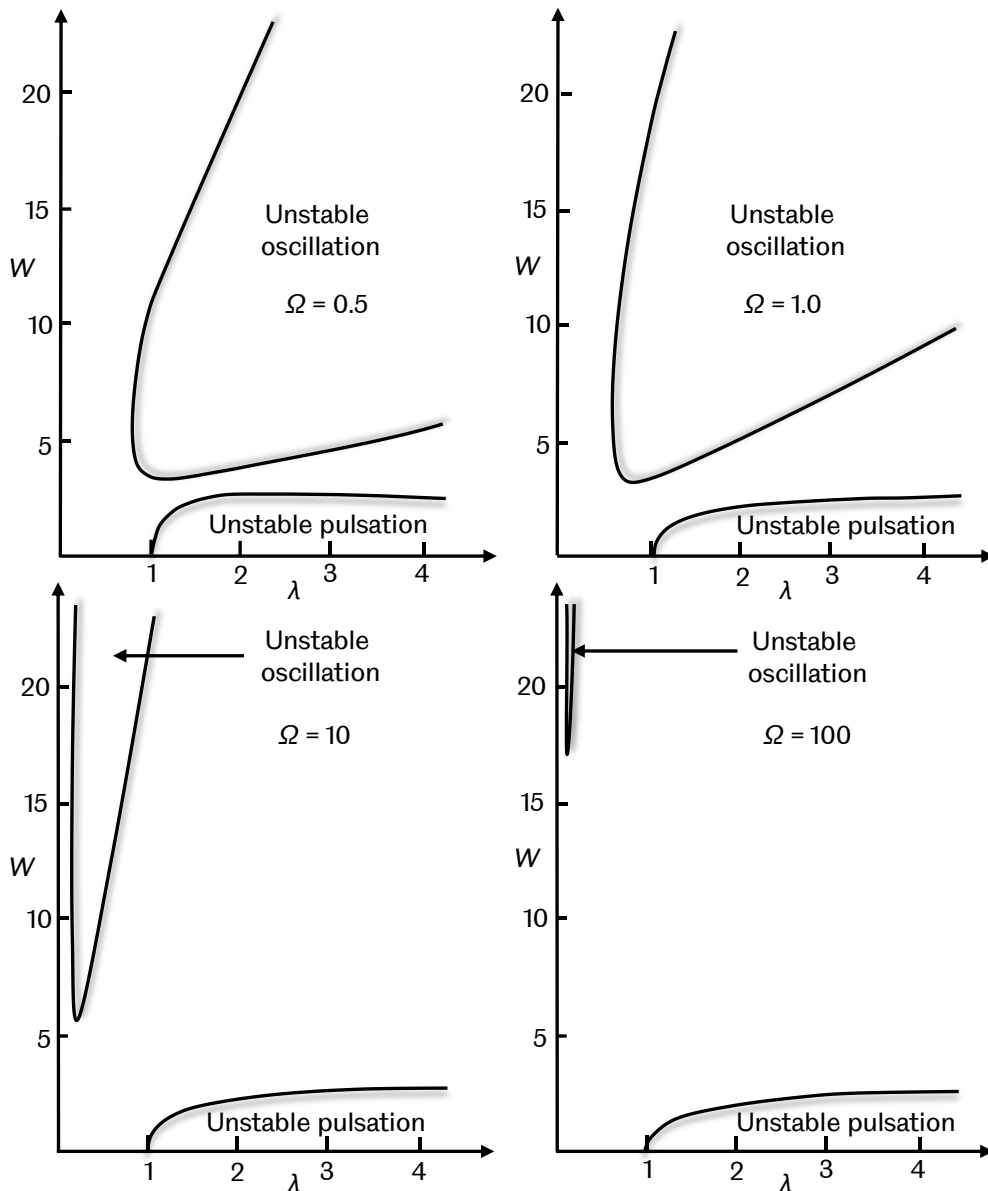 20
15
W
10
5
Unstable
oscillation
Ω = 0.5
Unstable pulsation
1
2
3
4
λ
20
15
W
10
5
Unstable
oscillation
Ω = 1.0
Unstable pulsation
1
2
3
4
λ
20
15
W
10
5
Unstable
oscillation
Ω = 10
Unstable pulsation
1
2
3
4
λ
20
15
W
10
5
Unstable
oscillation
Ω = 100
Unstable pulsation
1
2
3
4
λ